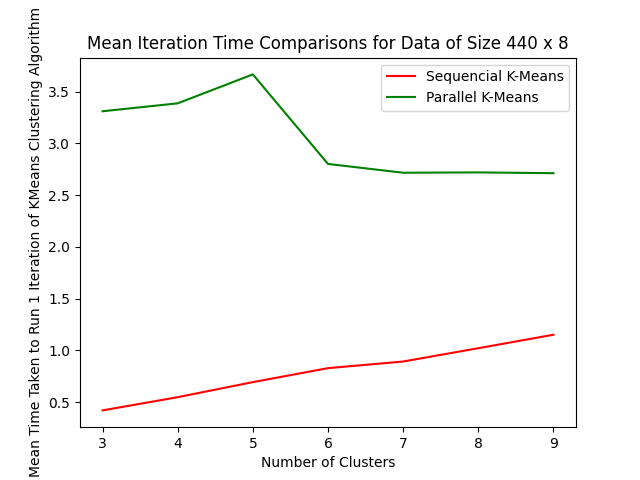 Mean Iteration Time Comparisons for Data of Size 440 x 8
Sequencial K-Means
Parallel K-Means
Mean Time Taken to Run 1 Iteration of KMeans Clustering Algorithm
3.5
3.0
2.5
2.0
1.5
1.0
0.5
3 4 5 6 7 8 9
Number of Clusters